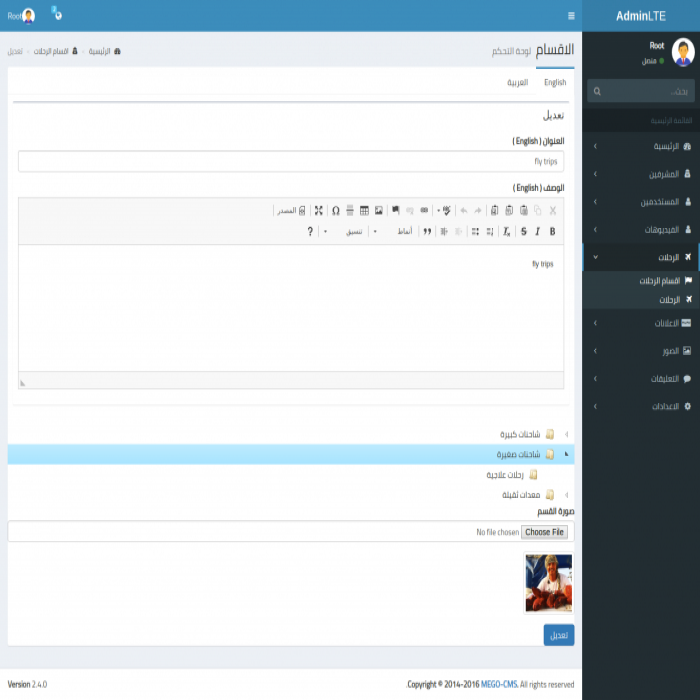 AdminLTE
Root
Root
متصل
بحث...
القائمة الرئيسية
الرئيسية
المشرفين
المستخدمين
الفيديوهات
الرحلات
اقسام الرحلات
الرحلات
الاعلانات
الصور
التعليقات
الاعدادات
الاقسام لوحة التحكم
الرئيسية
اقسام الرحلات
تعديل
English
العربية
تعديل
العنوان ( English )
fly trips
الوصف ( English )
المصدر
B I S
أنماط
تنسيق
?
fly trips
شاحنات كبيرة
شاحنات صغيرة
رحلات علاجية
معدات ثقيلة
صورة القسم
Choose File No file chosen
تعديل
Copyright © 2014-2016 MEGO-CMS. All rights reserved.
Version 2.4.0